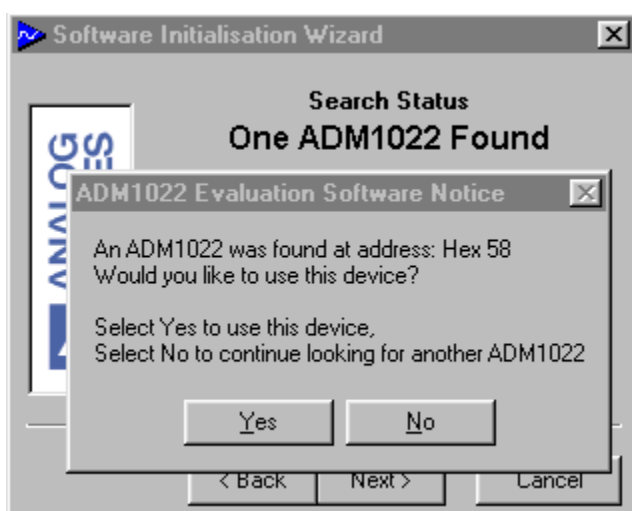 Software Initialisation Wizard
Search Status
One ADM1022 Found
ANALOG
ADM1022 Evaluation Software Notice
An ADM1022 was found at address: Hex 58
Would you like to use this device?
Select Yes to use this device,
Select No to continue looking for another ADM1022
Yes
No
< Back
Next >
Cancel